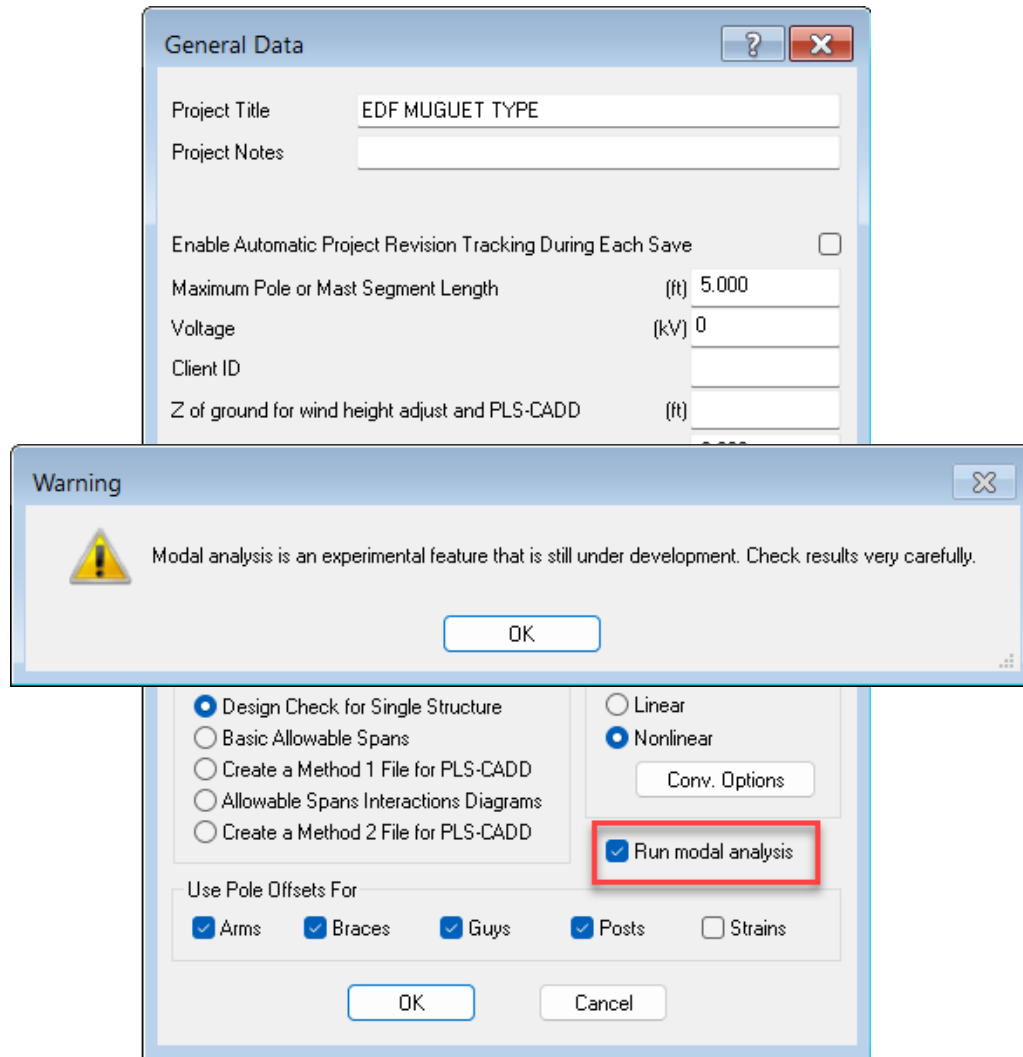 General Data
Project Title EDF MUGUET TYPE
Project Notes
Enable Automatic Project Revision Tracking During Each Save
Maximum Pole or Mast Segment Length (ft) 5.000
Voltage (kV) 0
Client ID
Z of ground for wind height adjust and PLS-CADD (ft)
Warning
Modal analysis is an experimental feature that is still under development. Check results very carefully.
OK
Design Check for Single Structure
Basic Allowable Spans
Create a Method 1 File for PLS-CADD
Allowable Spans Interactions Diagrams
Create a Method 2 File for PLS-CADD
Linear
Nonlinear
Conv. Options
Run modal analysis
Use Pole Offsets For
Arms Braces Guys Posts Strains
OK Cancel